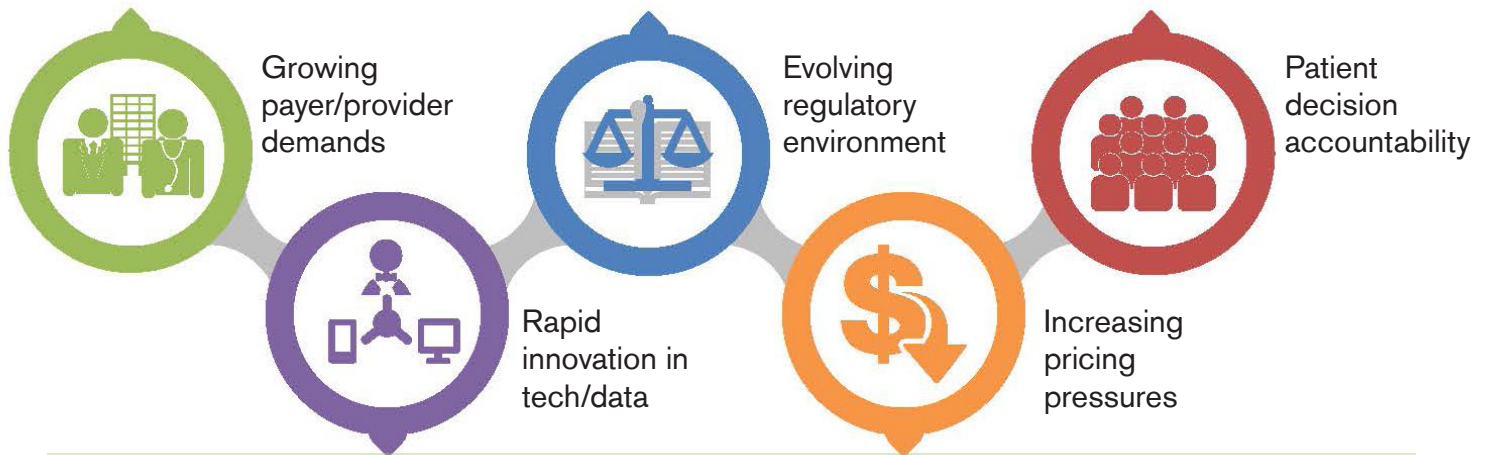 Growing
payer/provider
demands
Rapid
innovation in
tech/data
Evolving
regulatory
environment
Increasing
pricing
pressures
Patient
decision
accountability